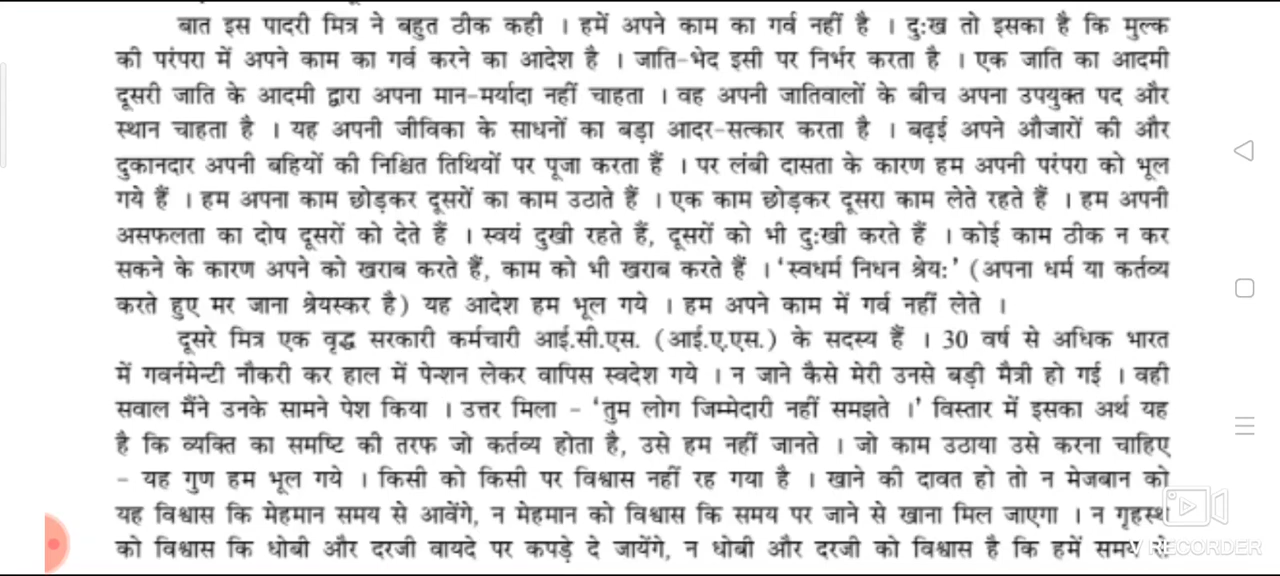 बात इस पादरी मित्र ने बहुत ठीक कही । हमें अपने काम का गर्व नहीं है । दुःख तो इसका है कि मुल्क
की परंपरा में अपने काम का गर्व करने का आदेश है । जाति-भेद इसी पर निर्भर करता है । एक जाति का आदमी
दूसरी जाति के आदमी द्वारा अपना मान-मर्यादा नहीं चाहता । वह अपनी जातिवालों के बीच अपना उपयुक्त पद और
स्थान चाहता है । यह अपनी जीविका के साधनों का बड़ा आदर-सत्कार करता है । बढ़ई अपने औजारों की और
दुकानदार अपनी बहियों की निश्चित तिथियों पर पूजा करता हैं । पर लंबी दासता के कारण हम अपनी परंपरा को भूल
गये हैं । हम अपना काम छोड़कर दूसरों का काम उठाते हैं । एक काम छोड़कर दूसरा काम लेते रहते हैं । हम अपनी
असफलता का दोष दूसरों को देते हैं । स्वयं दुखी रहते हैं, दूसरों को भी दुःखी करते हैं । कोई काम ठीक न कर
सकने के कारण अपने को खराब करते हैं, काम को भी खराब करते हैं । 'स्वधर्म निधन श्रेयः' (अपना धर्म या कर्तव्य
करते हुए मर जाना श्रेयस्कर है) यह आदेश हम भूल गये । हम अपने काम में गर्व नहीं लेते ।
दूसरे मित्र एक वृद्ध सरकारी कर्मचारी आई.सी.एस. (आई.ए.एस.) के सदस्य हैं । 30 वर्ष से अधिक भारत
में गवर्नमेन्टी नौकरी कर हाल में पेन्शन लेकर वापिस स्वदेश गये । न जाने कैसे मेरी उनसे बड़ी मैत्री हो गई । वही
सवाल मैंने उनके सामने पेश किया । उत्तर मिला - 'तुम लोग जिम्मेदारी नहीं समझते ।' विस्तार में इसका अर्थ यह
है कि व्यक्ति का समष्टि की तरफ जो कर्तव्य होता है, उसे हम नहीं जानते । जो काम उठाया उसे करना चाहिए
- यह गुण हम भूल गये । किसी को किसी पर विश्वास नहीं रह गया है । खाने की दावत हो तो न मेजबान को
यह विश्वास कि मेहमान समय से आवेंगे, न मेहमान को विश्वास कि समय पर जाने से खाना मिल जाएगा । न गृहस्थ
को विश्वास कि धोबी और दरजी वायदे पर कपड़े दे जायेंगे, न धोबी और दरजी को विश्वास है कि हमें समय से
V RECORDER